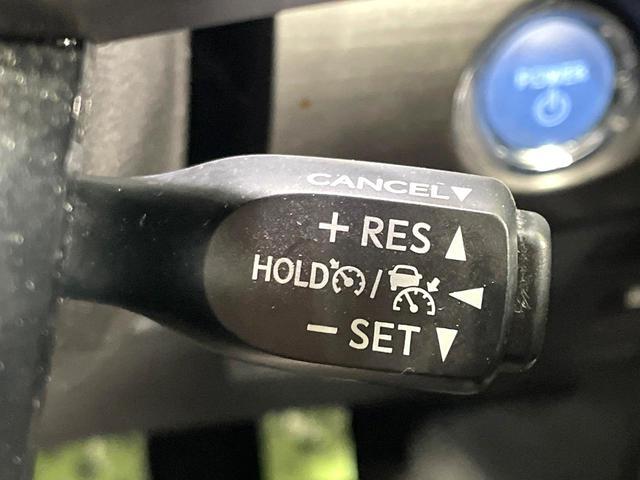 POWER
CANCEL▼
+ RES ▲
HOLD / ◀
− SET ▼